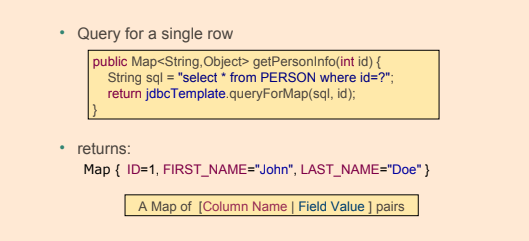 • Query for a single row
public Map<String,Object> getPersonInfo(int id) {
String sql = "select * from PERSON where id=?";
return jdbcTemplate.queryForMap(sql, id);
}
• returns:
Map { ID=1, FIRST_NAME="John", LAST_NAME="Doe" }
A Map of [Column Name | Field Value ] pairs